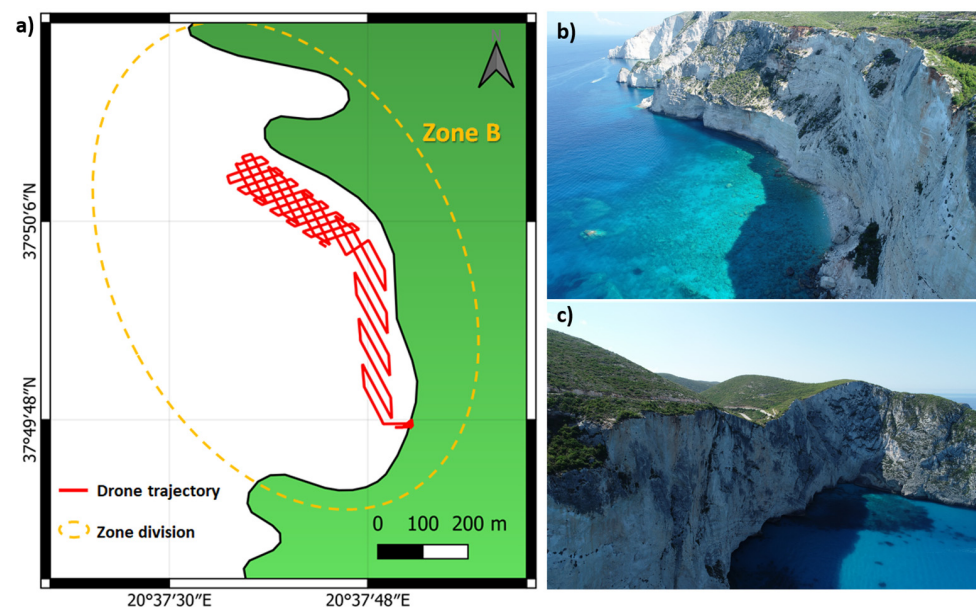 a)
Zone B
37°50′6″N
37°49′48″N
Drone trajectory
Zone division
0 100 200 m
20°37′30″E
20°37′48″E
b)
c)